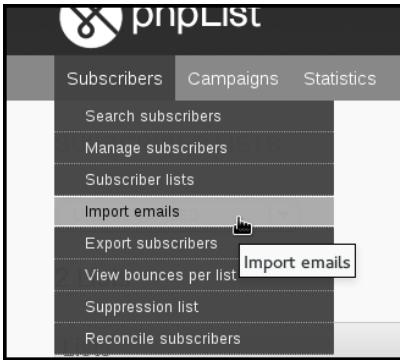 phpList
Subscribers Campaigns Statistics
Search subscribers
Manage subscribers
Subscriber lists
Import emails
Export subscribers
Import emails
View bounces per list
Suppression list
Reconcile subscribers